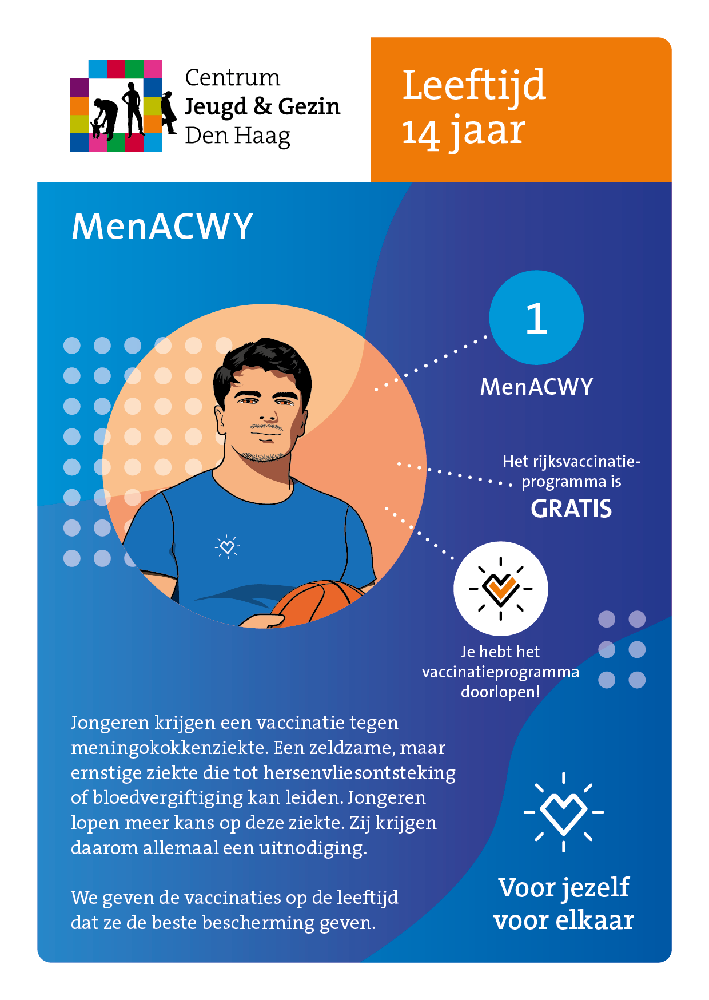 Centrum
Jeugd & Gezin
Den Haag
Leeftijd
14 jaar
MenACWY
1
MenACWY
Het rijksvaccinatie-
programma is
GRATIS
Je hebt het
vaccinatieprogramma
doorlopen!
Jongeren krijgen een vaccinatie tegen
meningokokkenziekte. Een zeldzame, maar
ernstige ziekte die tot hersenvliesontsteking
of bloedvergiftiging kan leiden. Jongeren
lopen meer kans op deze ziekte. Zij krijgen
daarom allemaal een uitnodiging.
We geven de vaccinaties op de leeftijd
dat ze de beste bescherming geven.
Voor jezelf
voor elkaar